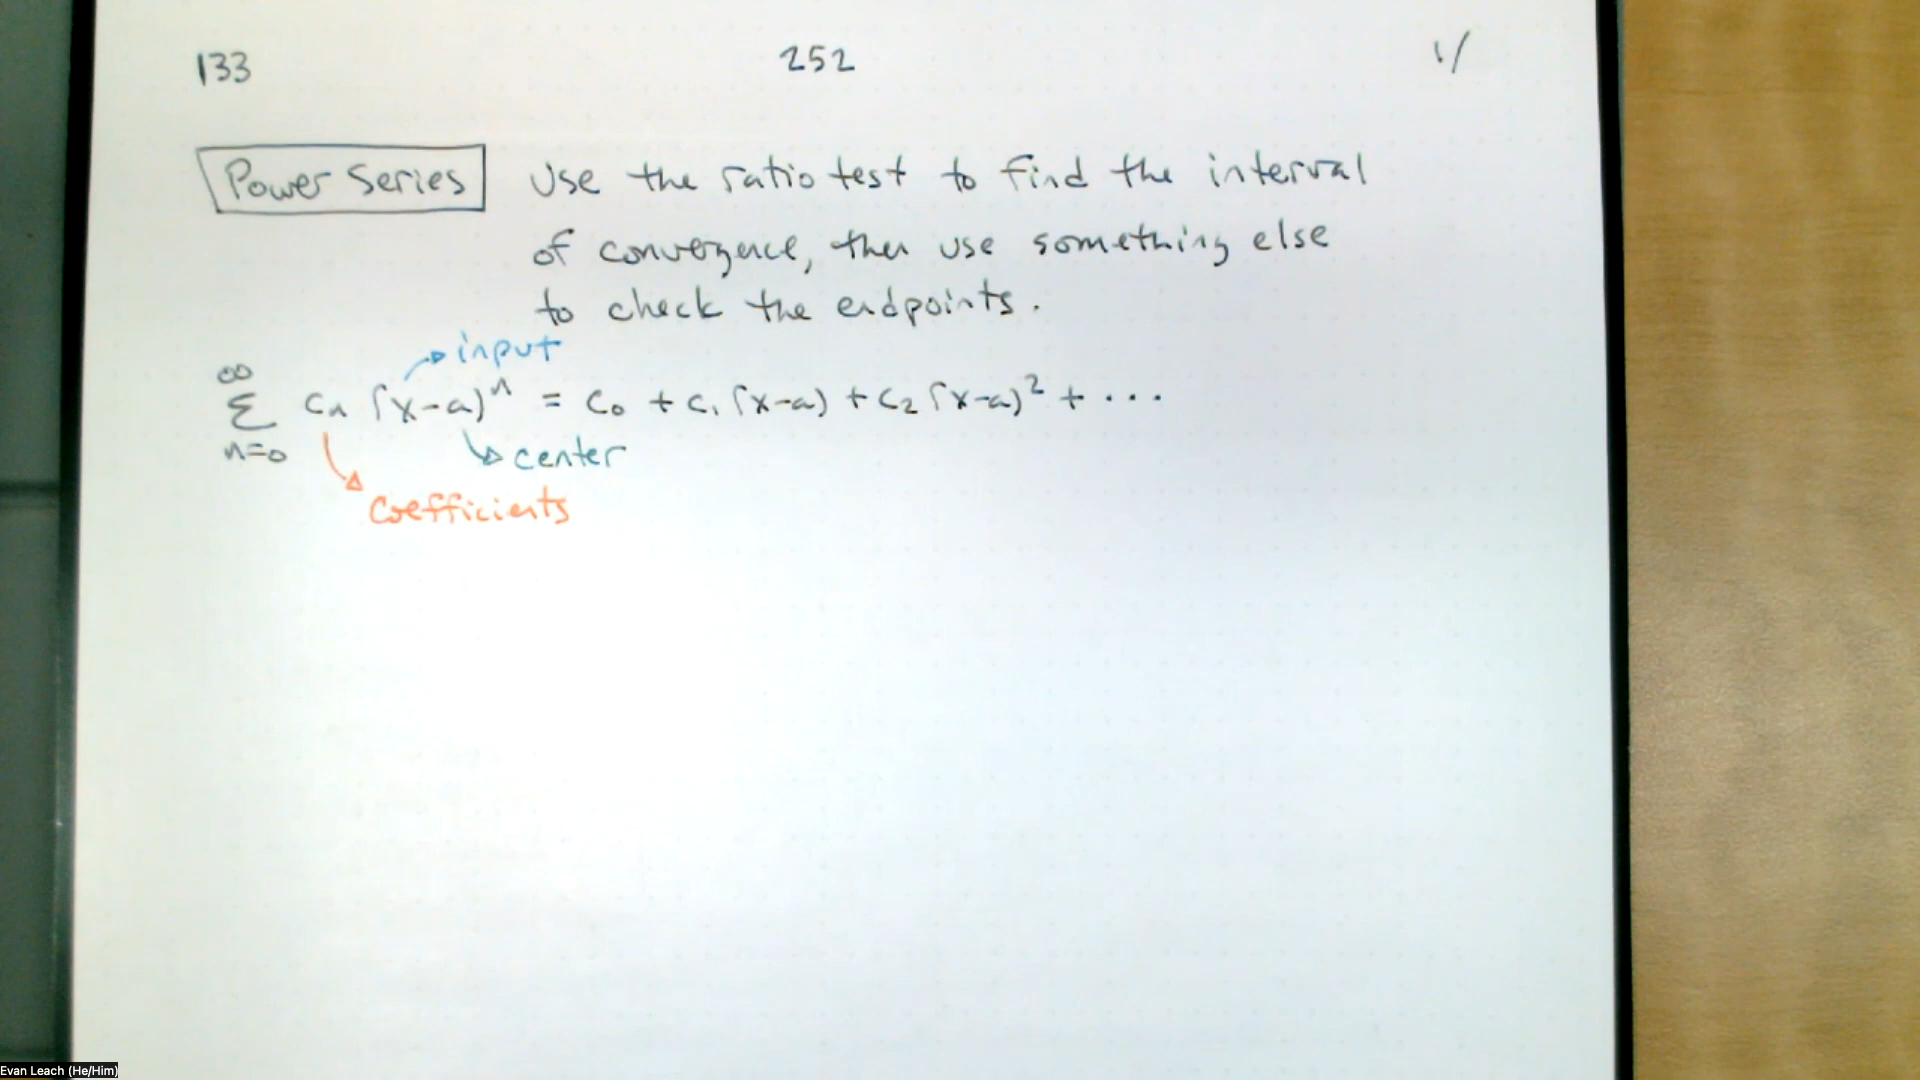 133 252 1/
Power Series Use the ratio test to find the interval
of convergence, then use something else
to check the endpoints.
input
∞
Σ cₙ (x-a)ⁿ = c₀ + c₁ (x-a) + c₂ (x-a)² + ...
n=0
center
Coefficients
Evan Leach (He/Him)